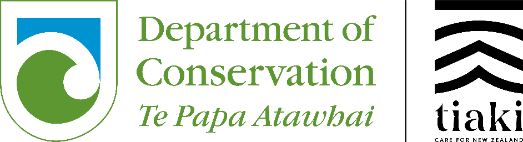 Department of
Conservation
Te Papa Atawhai
tiaki
CARE FOR NEW ZEALAND